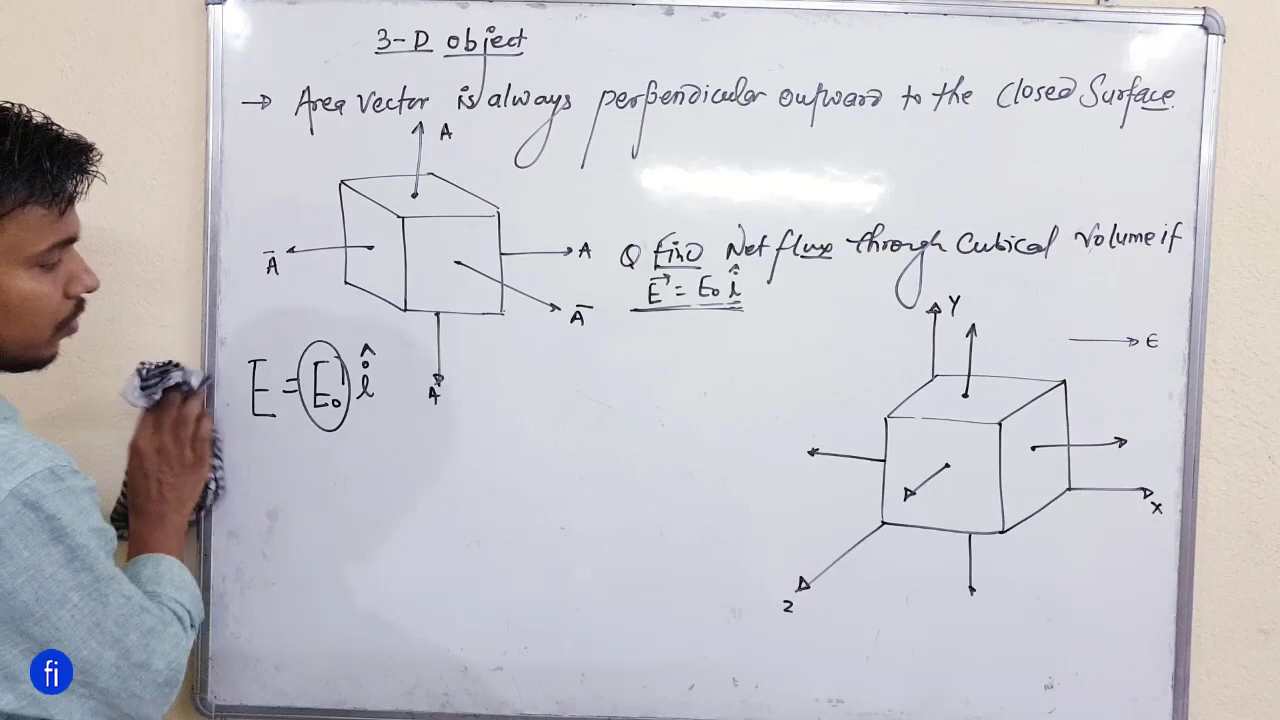 3-D object
→ Area Vector is always perpendicular outward to the Closed Surface.
A
A̅
A
A̅
A
Q Find Net flux through Cubical Volume if
E⃗ = E₀ î
E = E₀ î
Y
E
X
Z
fi